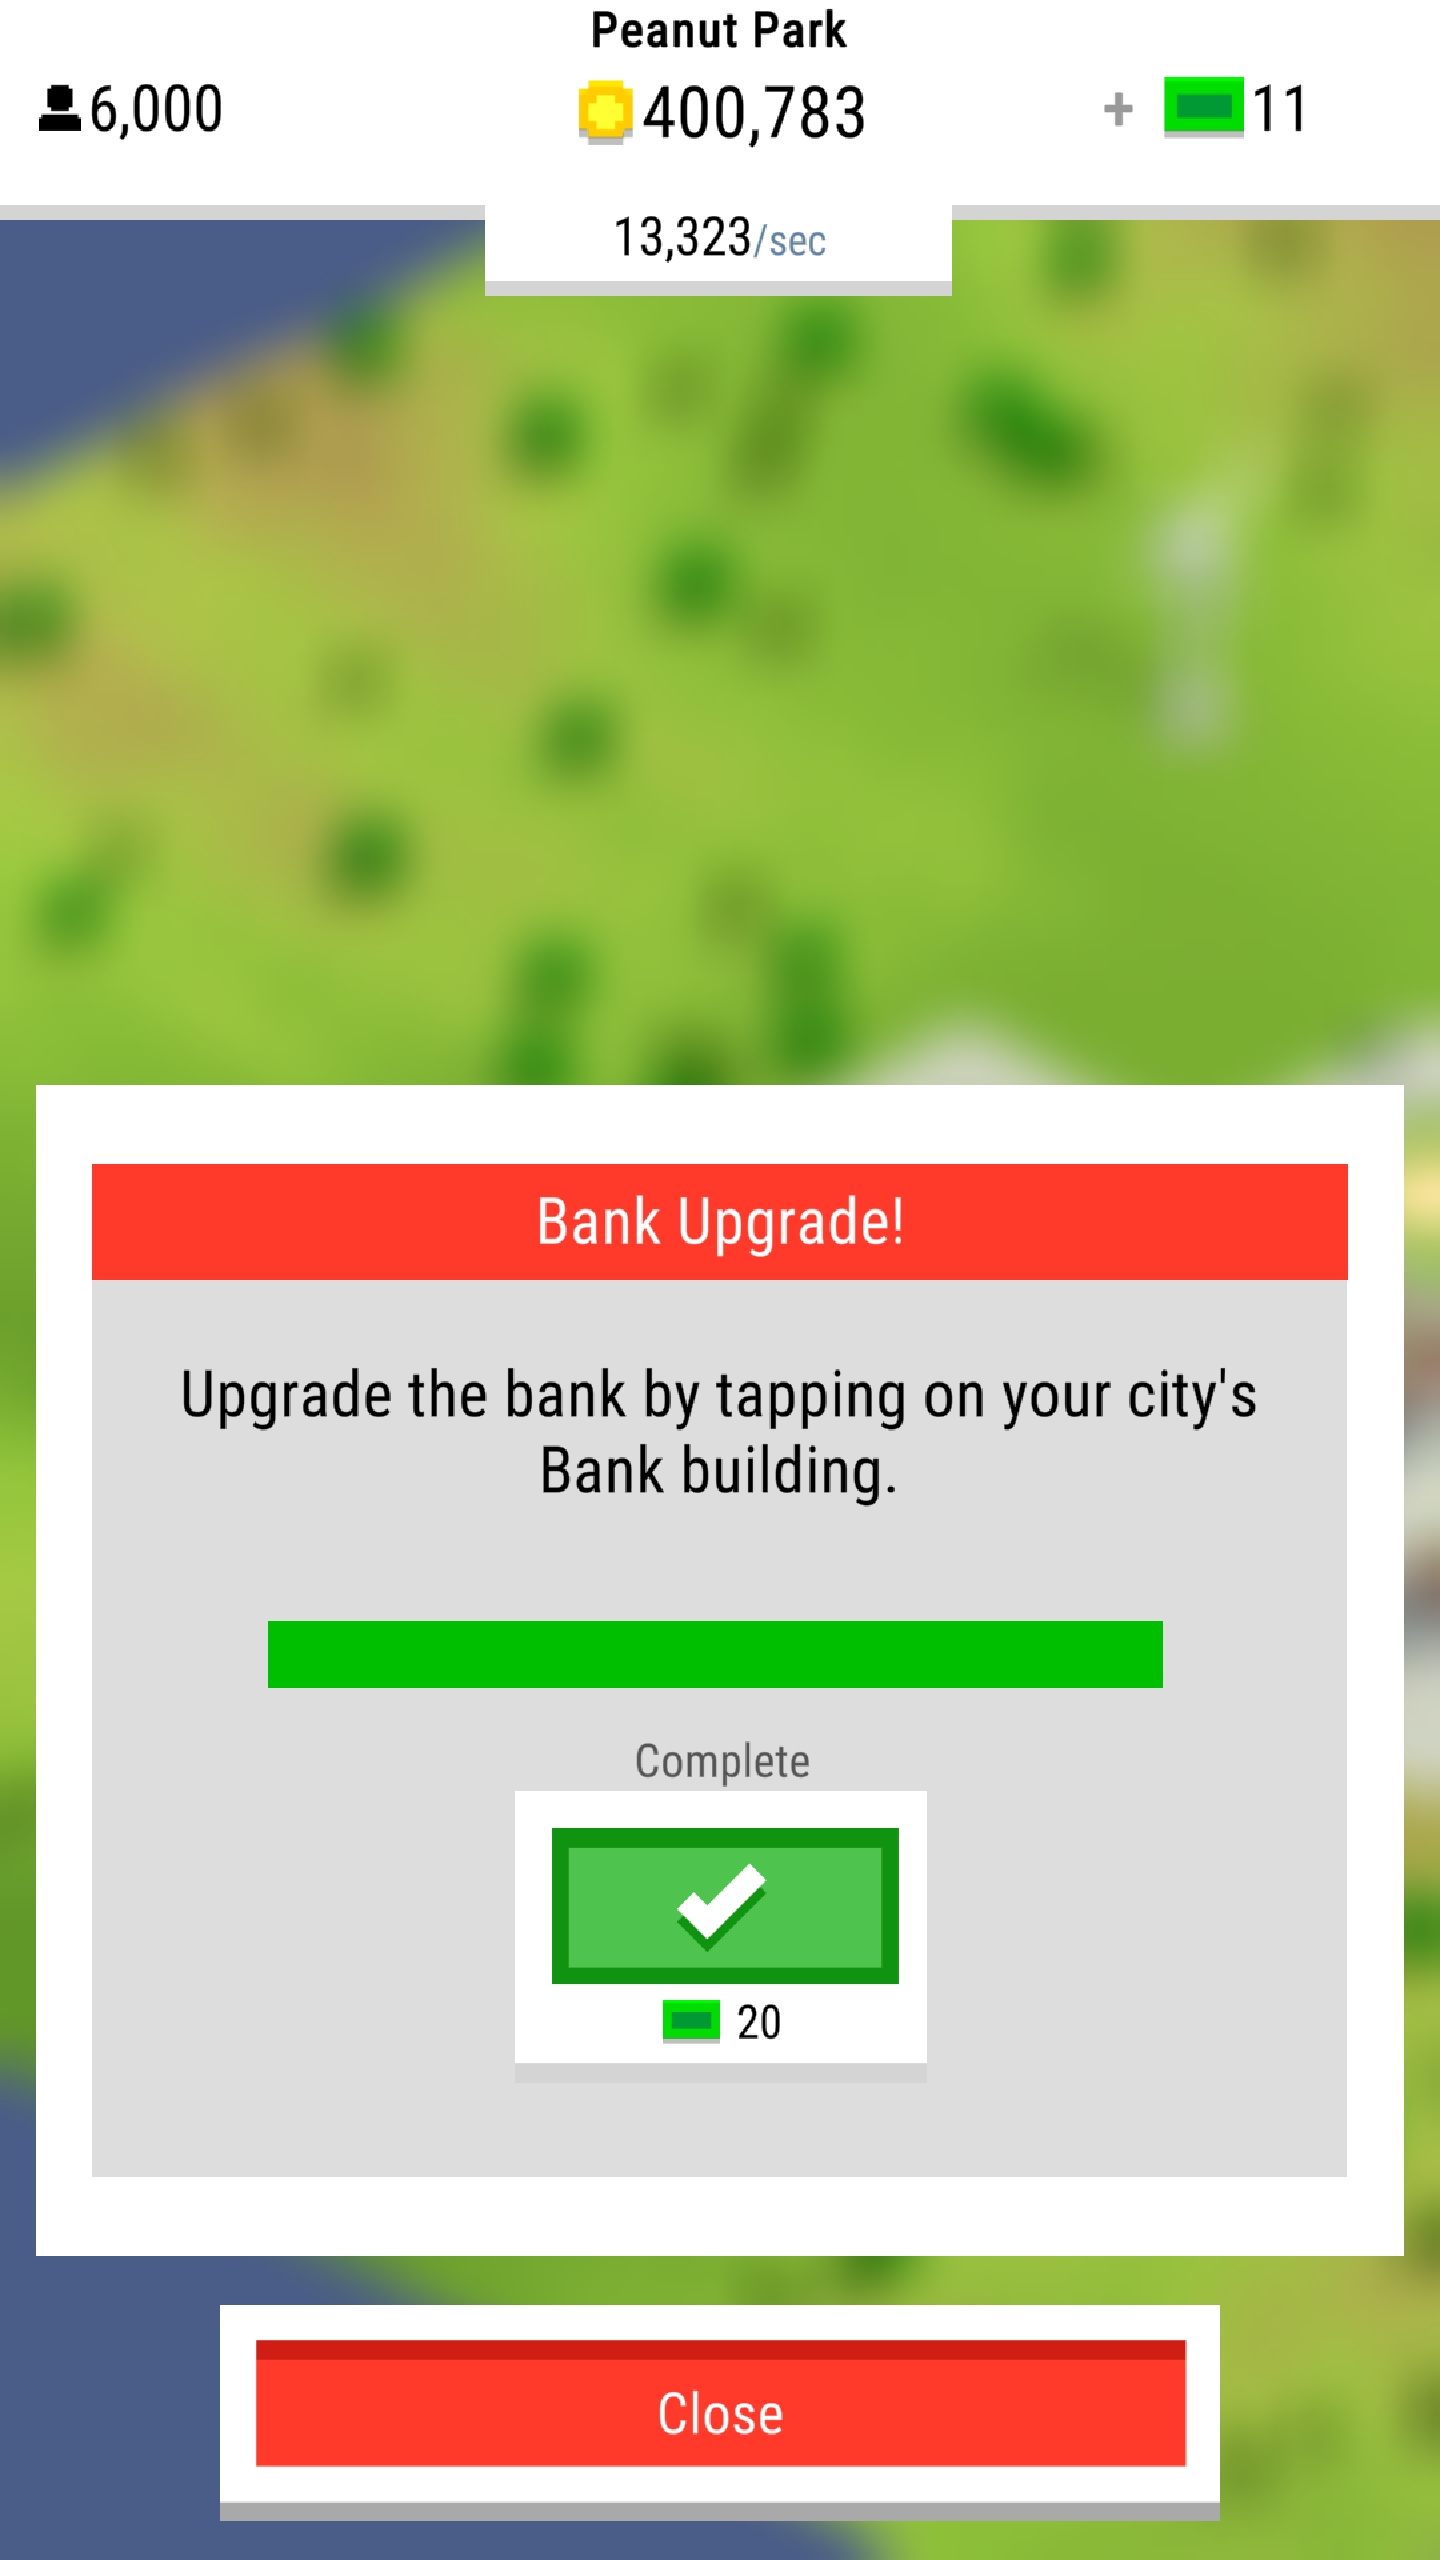 Peanut Park
6,000
400,783
+ 11
13,323/sec
Bank Upgrade!
Upgrade the bank by tapping on your city's
Bank building.
Complete
20
Close